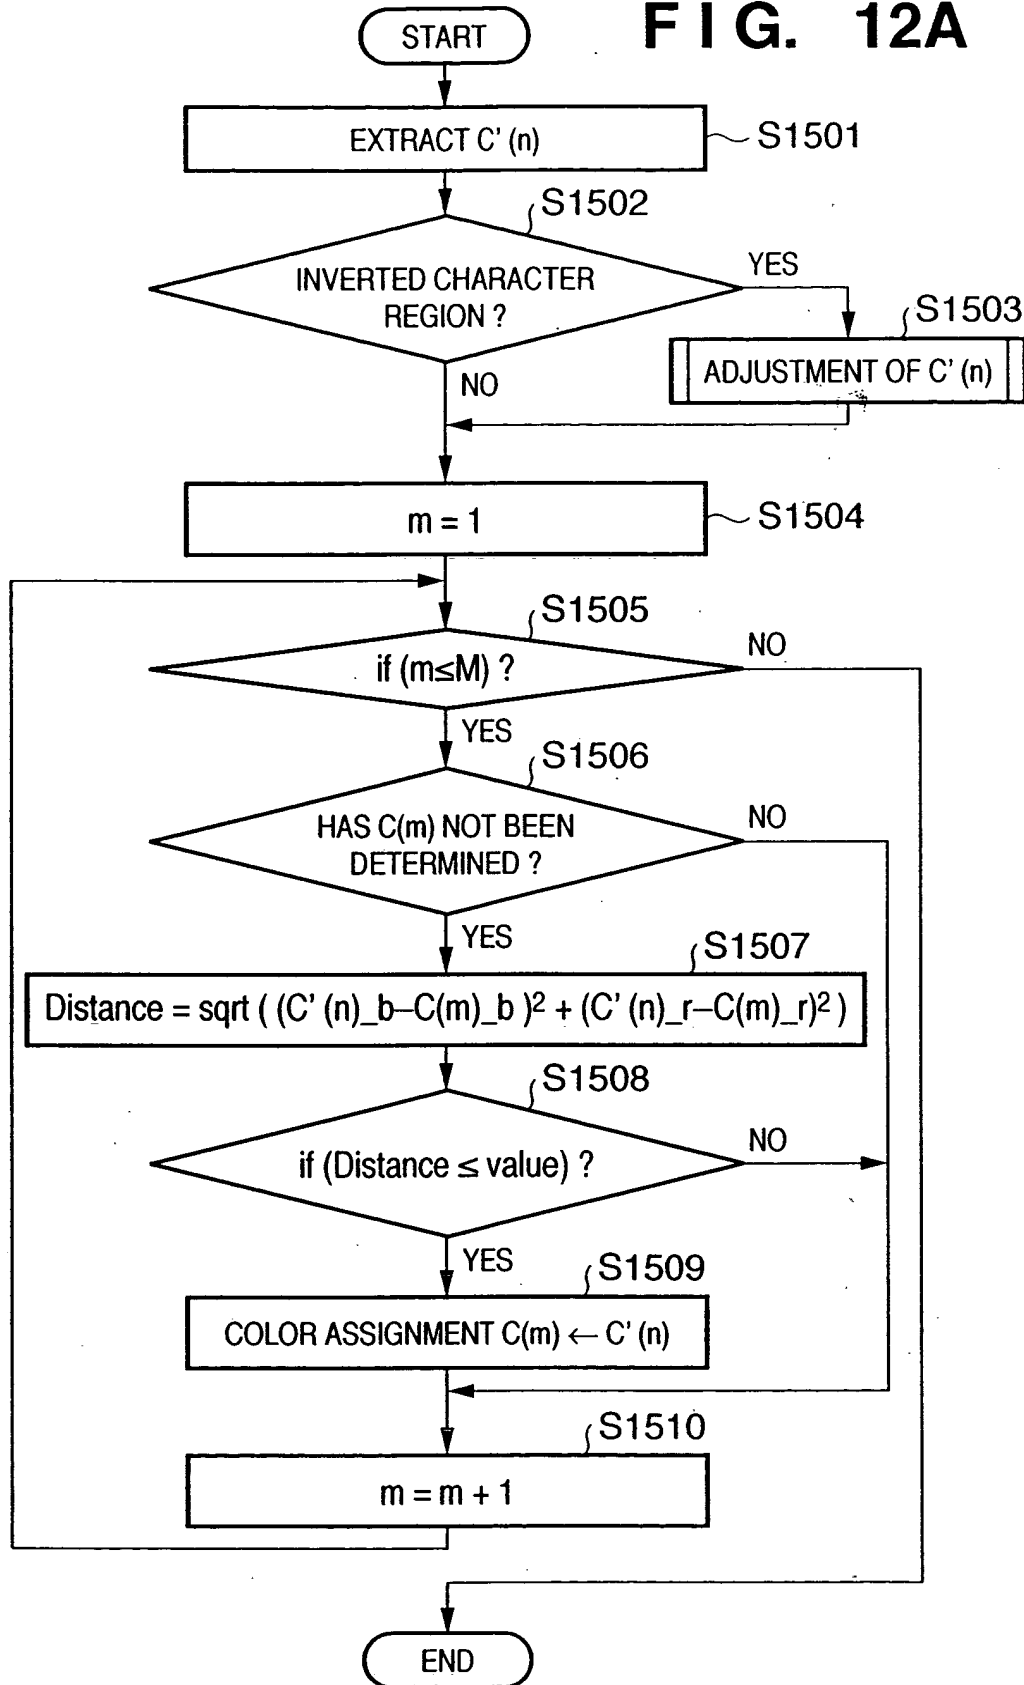 FIG. 12A
START
EXTRACT C' (n)
S1501
S1502
INVERTED CHARACTER
REGION ?
YES
S1503
ADJUSTMENT OF C' (n)
NO
m = 1
S1504
S1505
if (m≤M) ?
NO
YES
S1506
HAS C(m) NOT BEEN
DETERMINED ?
NO
YES
S1507
Distance = sqrt ( (C' (n)_b–C(m)_b )² + (C' (n)_r–C(m)_r)² )
S1508
if (Distance ≤ value) ?
NO
YES
S1509
COLOR ASSIGNMENT C(m) ← C' (n)
S1510
m = m + 1
END